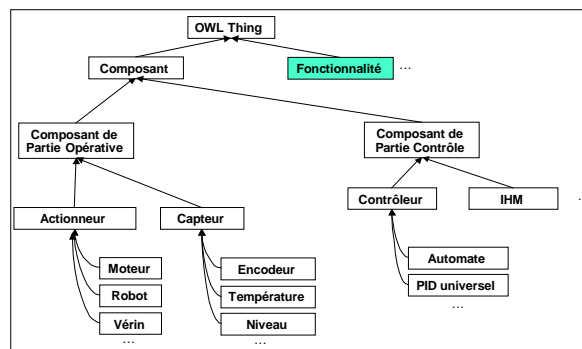 OWL Thing
Composant
Fonctionnalité
...
Composant de
Partie Opérative
Composant de
Partie Contrôle
Actionneur
Capteur
Contrôleur
IHM
...
Moteur
Encodeur
Automate
Robot
Température
PID universel
...
Vérin
Niveau
...
...